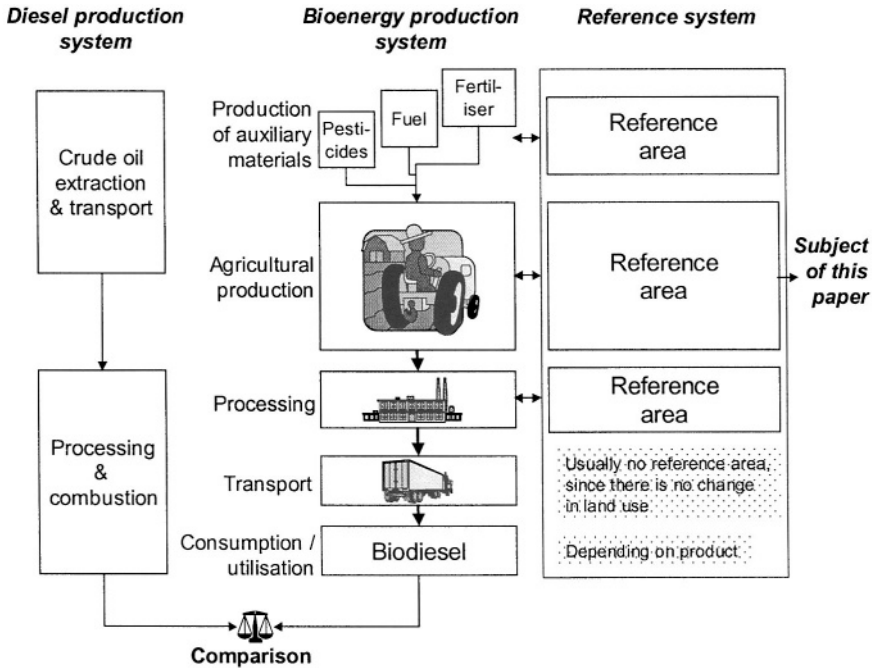 Diesel production
system
Bioenergy production
system
Reference system
Crude oil
extraction
& transport
Processing
&
combustion
Production
of auxiliary
materials
Pesti-
cides
Fuel
Fertil-
iser
Agricultural
production
Processing
Transport
Consumption /
utilisation
Biodiesel
Reference
area
Reference
area
Reference
area
Usually no reference area,
since there is no change
in land use
Depending on product
Subject
of this
paper
Comparison